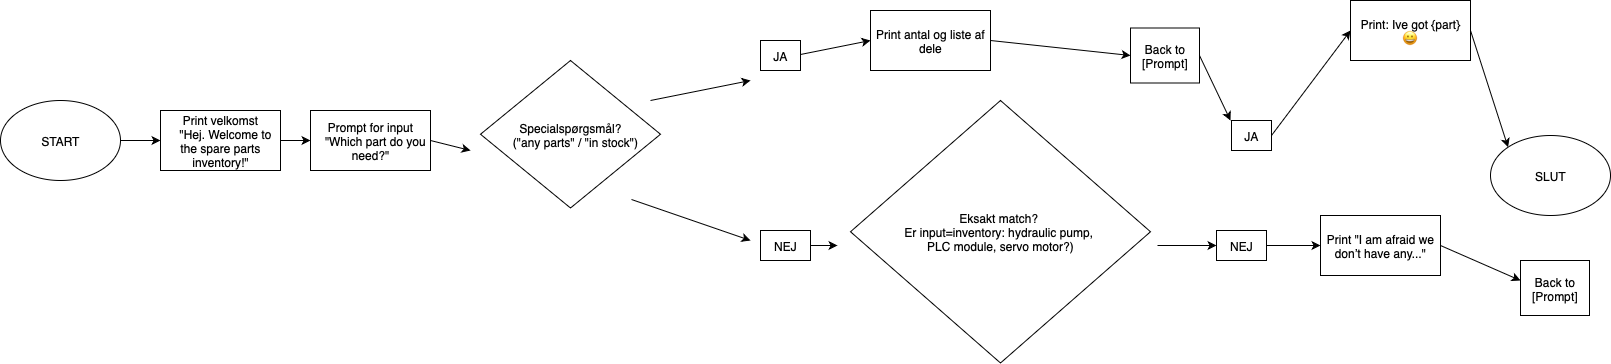 START
Print velkomst
"Hej. Welcome to
the spare parts
inventory!"
Prompt for input
"Which part do you
need?"
Specialspørgsmål?
("any parts" / "in stock")
JA
Print antal og liste af
dele
Back to
[Prompt]
JA
Print: Ive got {part}
😀
SLUT
NEJ
Eksakt match?
Er input=inventory: hydraulic pump,
PLC module, servo motor?)
NEJ
Print "I am afraid we
don't have any..."
Back to
[Prompt]